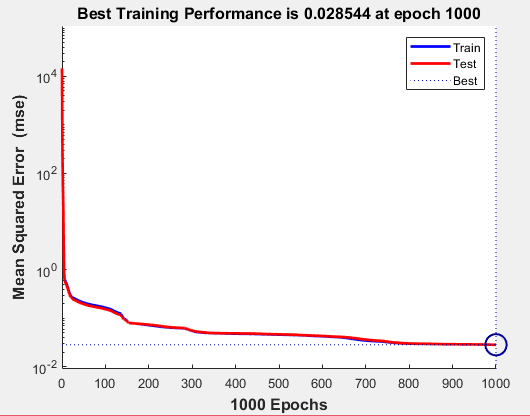 Best Training Performance is 0.028544 at epoch 1000
Train
Test
Best
Mean Squared Error (mse)
10^4
10^2
10^0
10^-2
0 100 200 300 400 500 600 700 800 900 1000
1000 Epochs